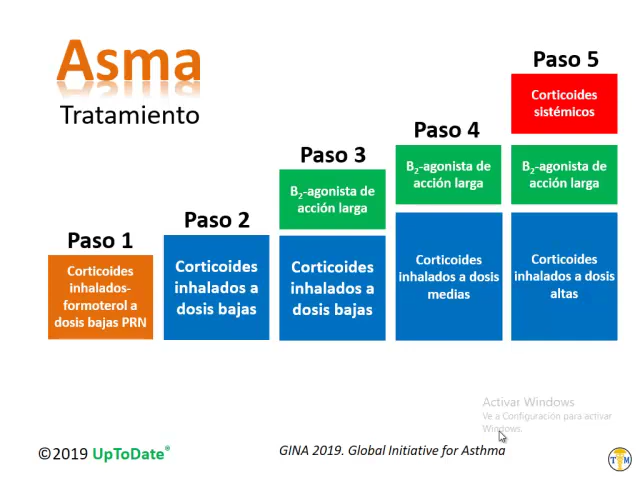 Asma
Tratamiento
Paso 1
Corticoides
inhalados-
formoterol a
dosis bajas PRN
Paso 2
Corticoides
inhalados a
dosis bajas
Paso 3
B2-agonista de
acción larga
Corticoides
inhalados a
dosis bajas
Paso 4
B2-agonista de
acción larga
Corticoides
inhalados a dosis
medias
Paso 5
Corticoides
sistémicos
B2-agonista de
acción larga
Corticoides
inhalados a dosis
altas
Activar Windows
Ve a Configuración para activar
Windows.
©2019 UpToDate®
GINA 2019. Global Initiative for Asthma
T M